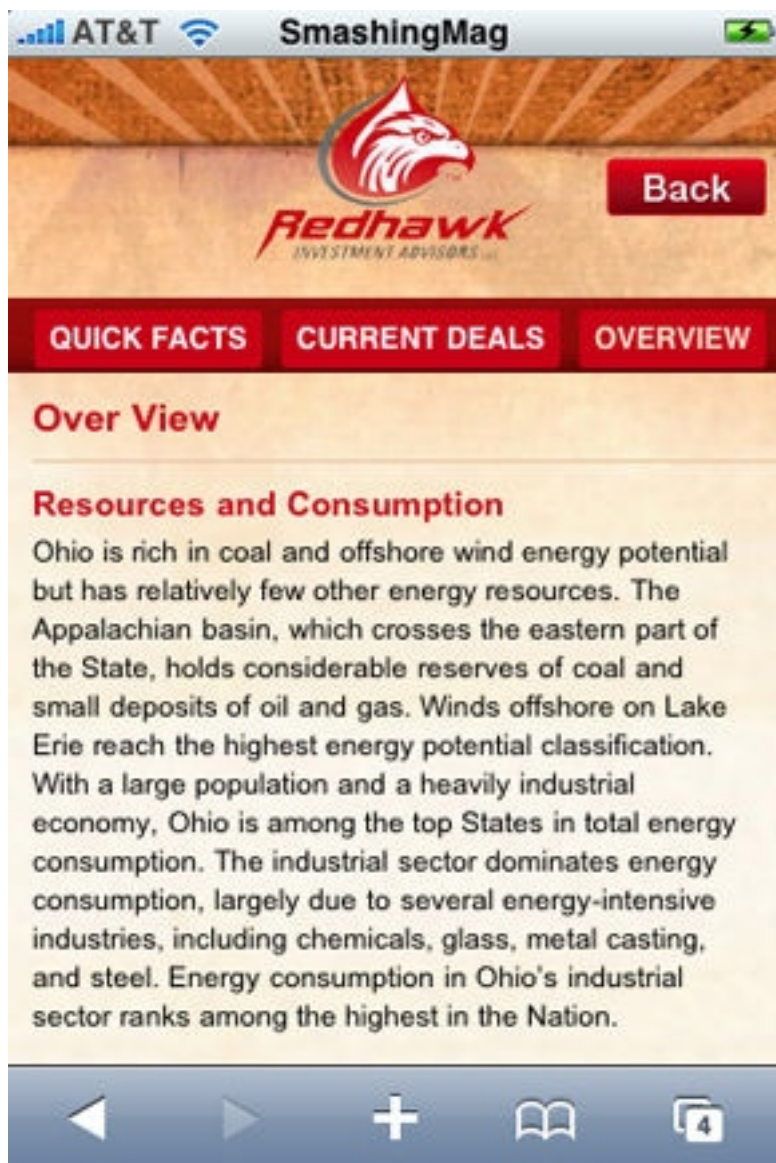 AT&T SmashingMag
Redhawk
INVESTMENT ADVISORS
Back
QUICK FACTS CURRENT DEALS OVERVIEW
Over View
Resources and Consumption
Ohio is rich in coal and offshore wind energy potential
but has relatively few other energy resources. The
Appalachian basin, which crosses the eastern part of
the State, holds considerable reserves of coal and
small deposits of oil and gas. Winds offshore on Lake
Erie reach the highest energy potential classification.
With a large population and a heavily industrial
economy, Ohio is among the top States in total energy
consumption. The industrial sector dominates energy
consumption, largely due to several energy-intensive
industries, including chemicals, glass, metal casting,
and steel. Energy consumption in Ohio's industrial
sector ranks among the highest in the Nation.
4